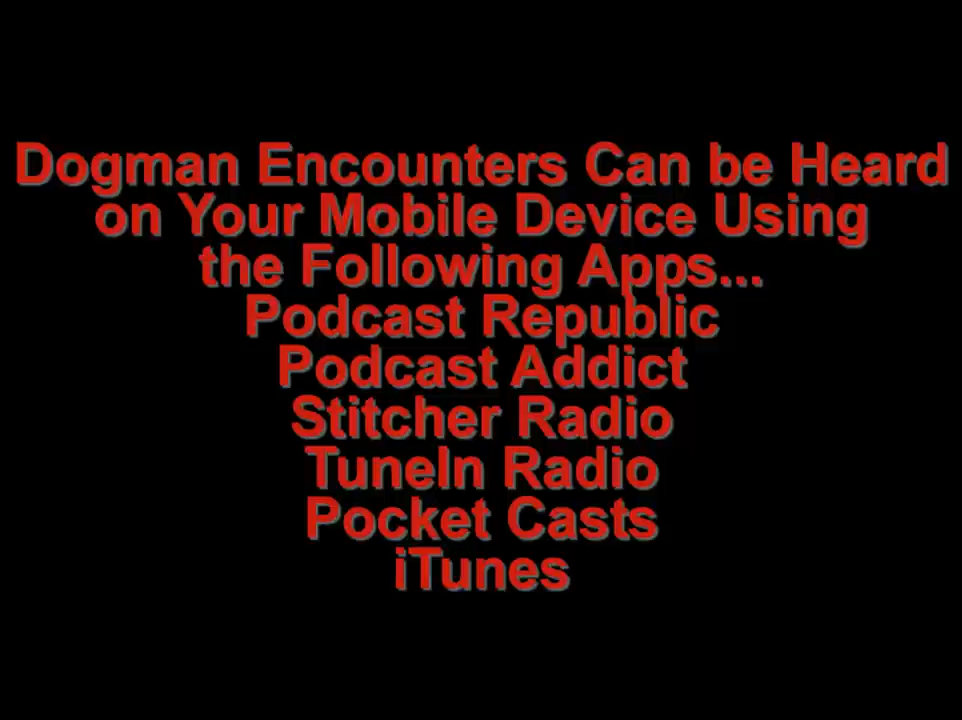 Dogman Encounters Can be Heard
on Your Mobile Device Using
the Following Apps...
Podcast Republic
Podcast Addict
Stitcher Radio
TuneIn Radio
Pocket Casts
iTunes